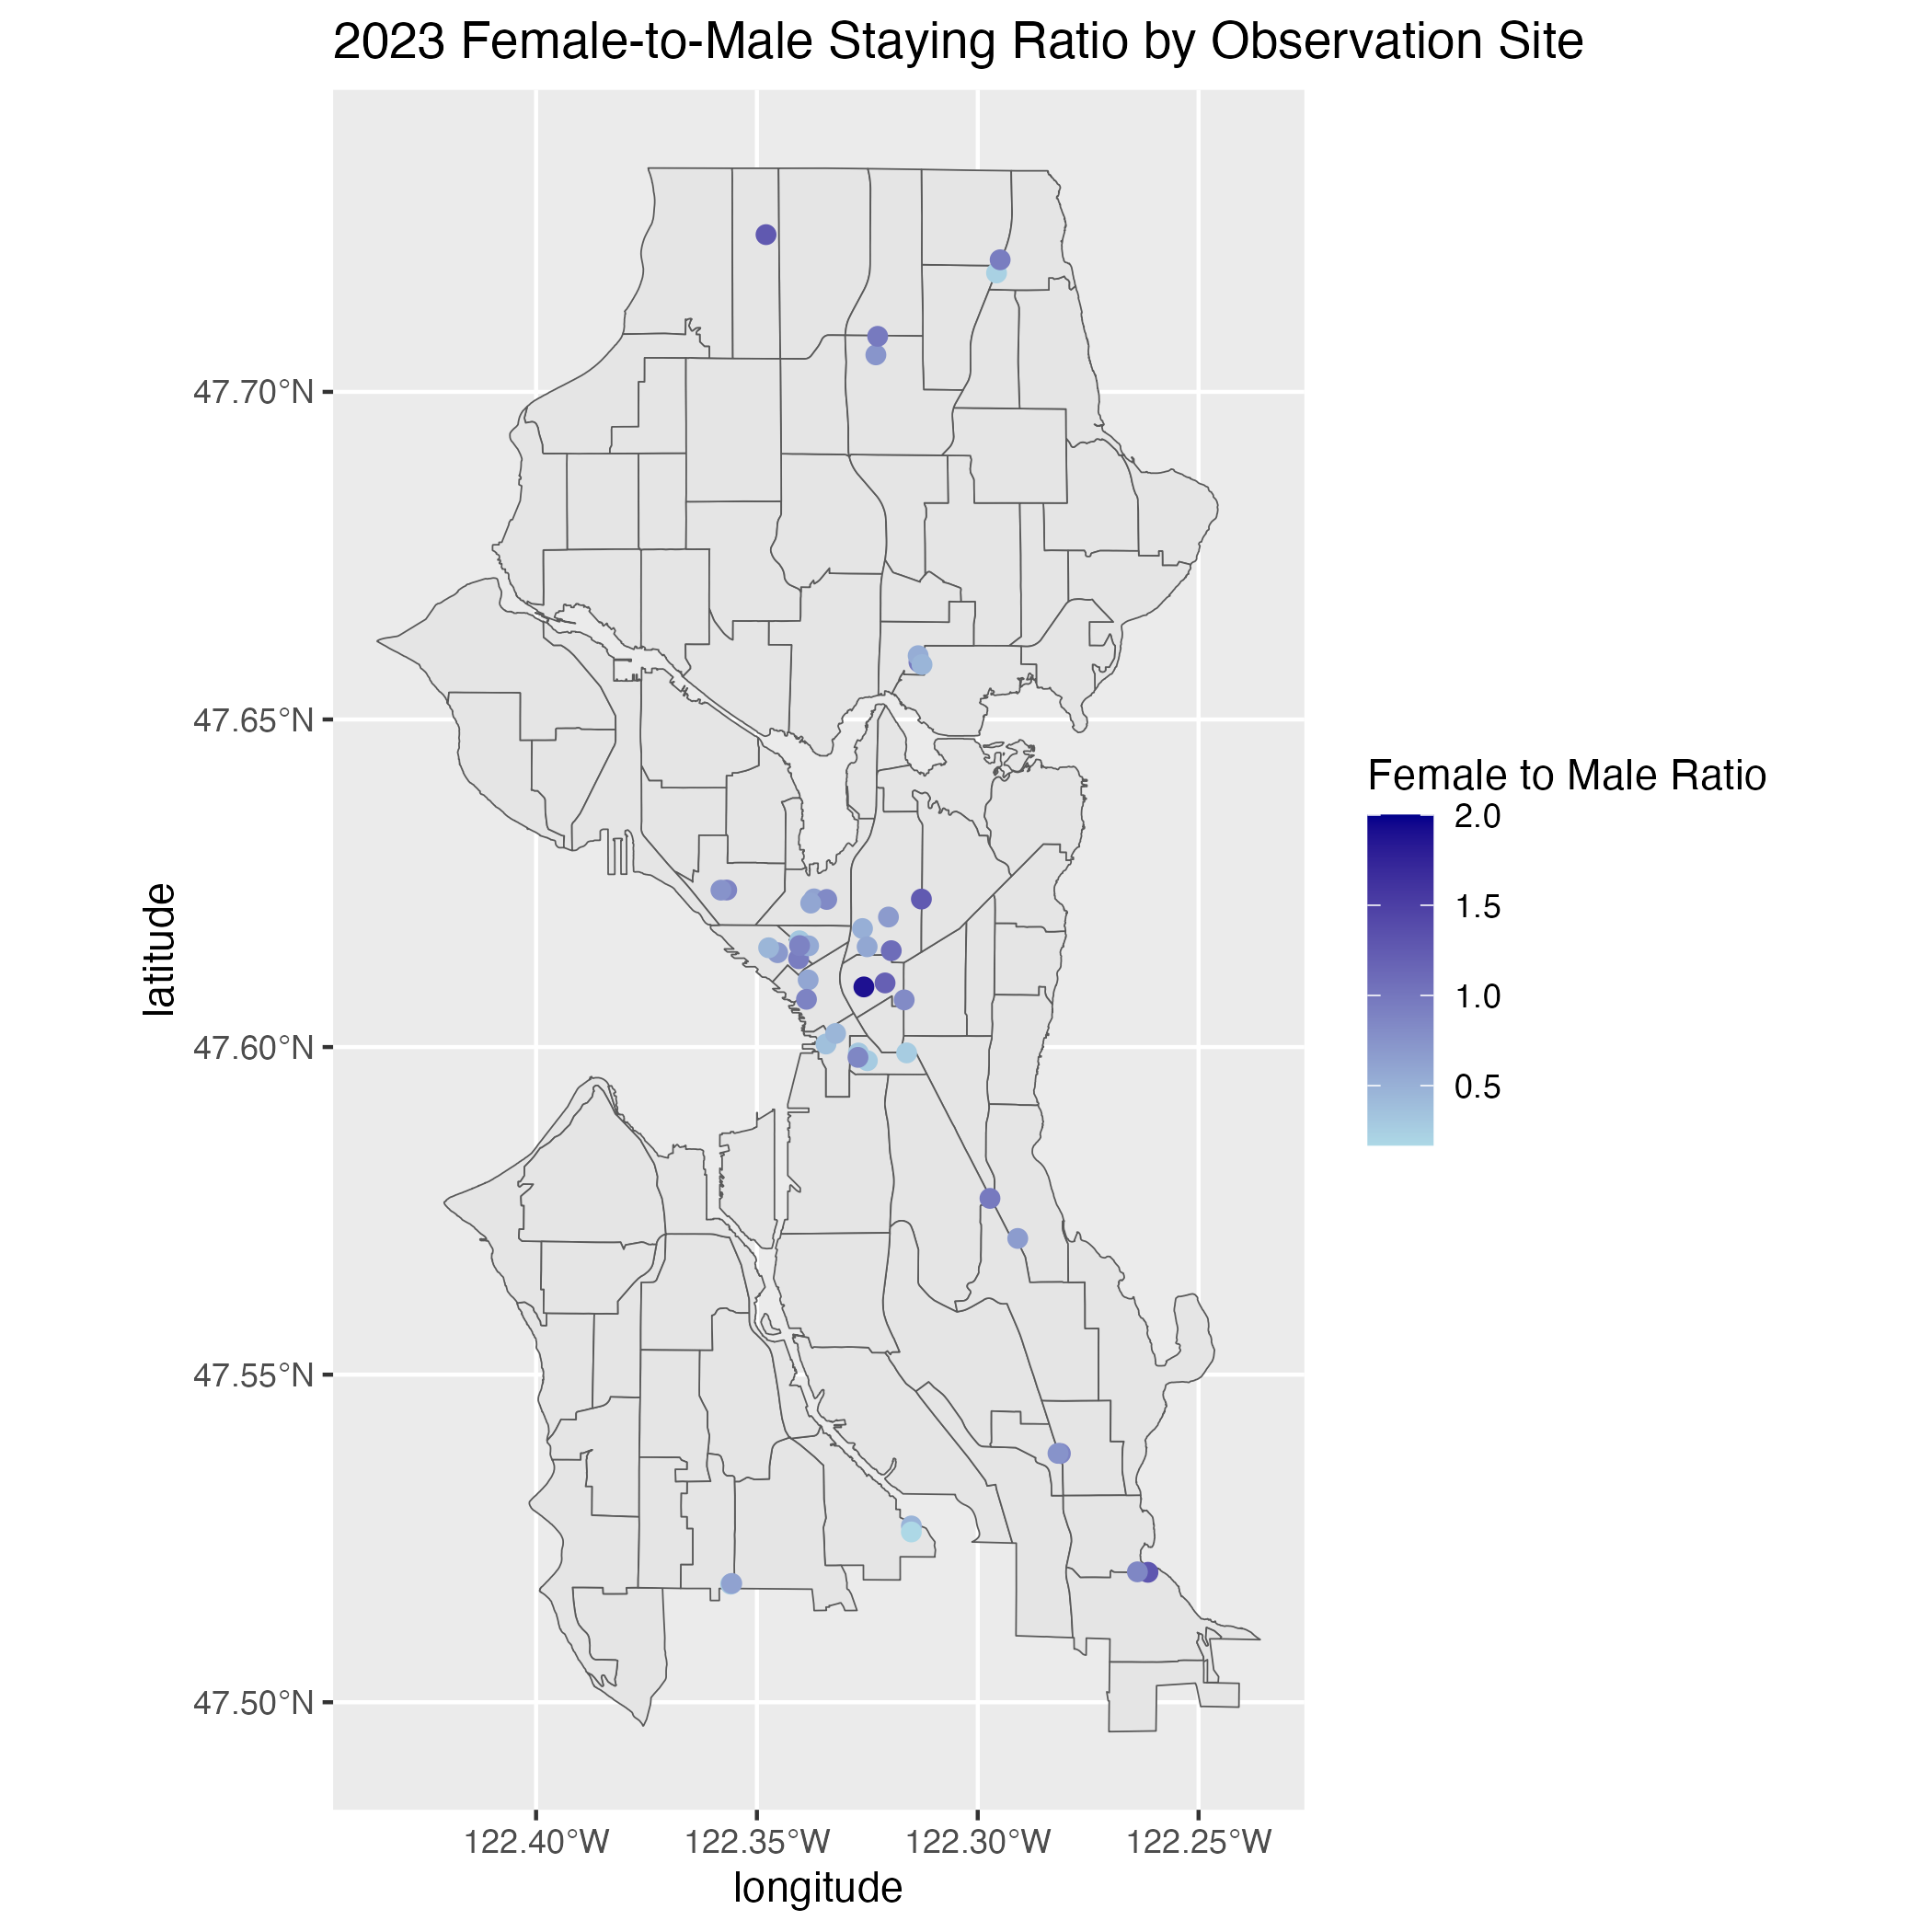 2023 Female-to-Male Staying Ratio by Observation Site
47.70°N
47.65°N
47.60°N
47.55°N
47.50°N
latitude
122.40°W
122.35°W
122.30°W
122.25°W
longitude
Female to Male Ratio
2.0
1.5
1.0
0.5